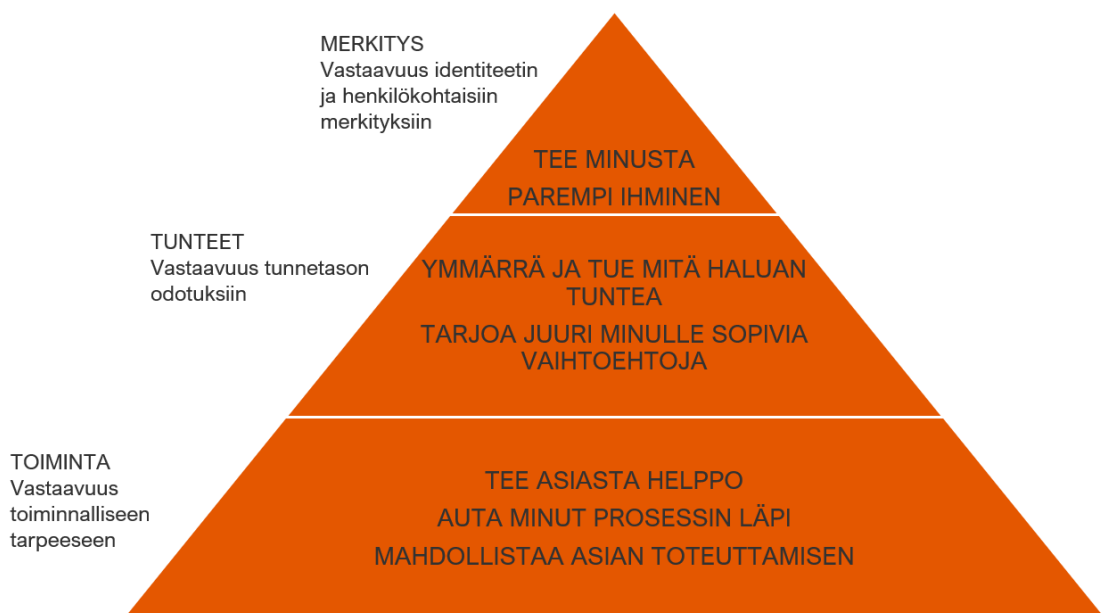 MERKITYS
Vastaavuus identiteetin
ja henkilökohtaisiin
merkityksiin
TEE MINUSTA
PAREMPI IHMINEN
TUNTEET
Vastaavuus tunnetason
odotuksiin
YMMÄRRÄ JA TUE MITÄ HALUAN
TUNTEA
TARJOA JUURI MINULLE SOPIVIA
VAIHTOEHTOJA
TOIMINTA
Vastaavuus
toiminnalliseen
tarpeeseen
TEE ASIASTA HELPPO
AUTA MINUT PROSESSIN LÄPI
MAHDOLLISTAA ASIAN TOTEUTTAMISEN